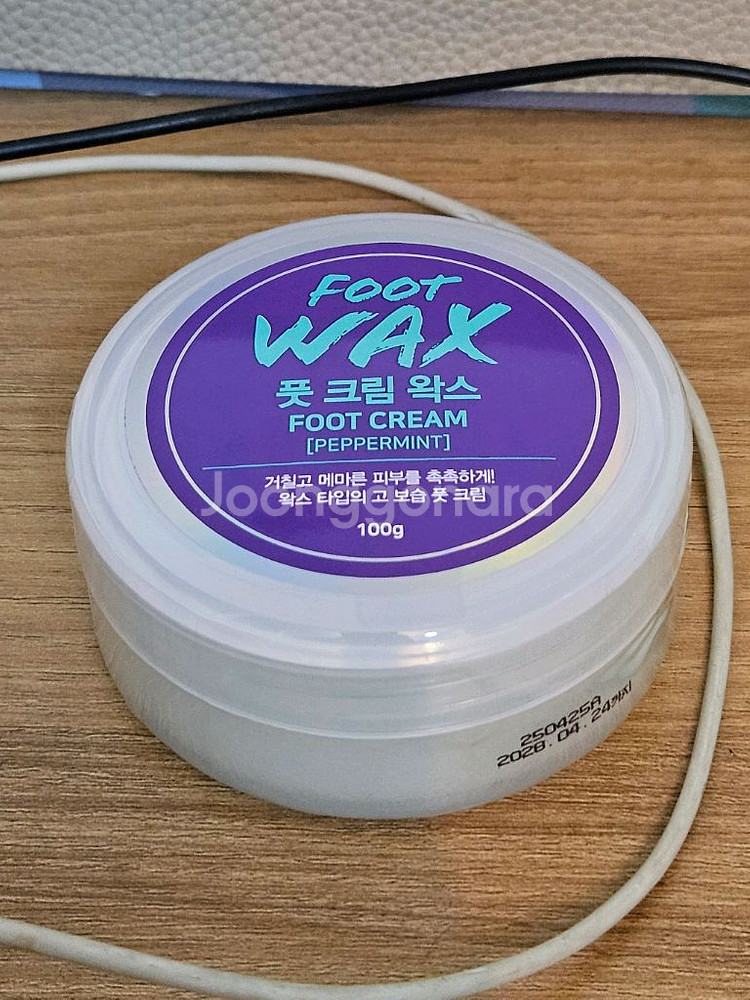 FOOT
WAX
풋 크림 왁스
FOOT CREAM
[PEPPERMINT]
거칠고 메마른 피부를 촉촉하게!
왁스 타입의 고 보습 풋 크림
Joonggonara
100g
250425A
2028.04.24까지